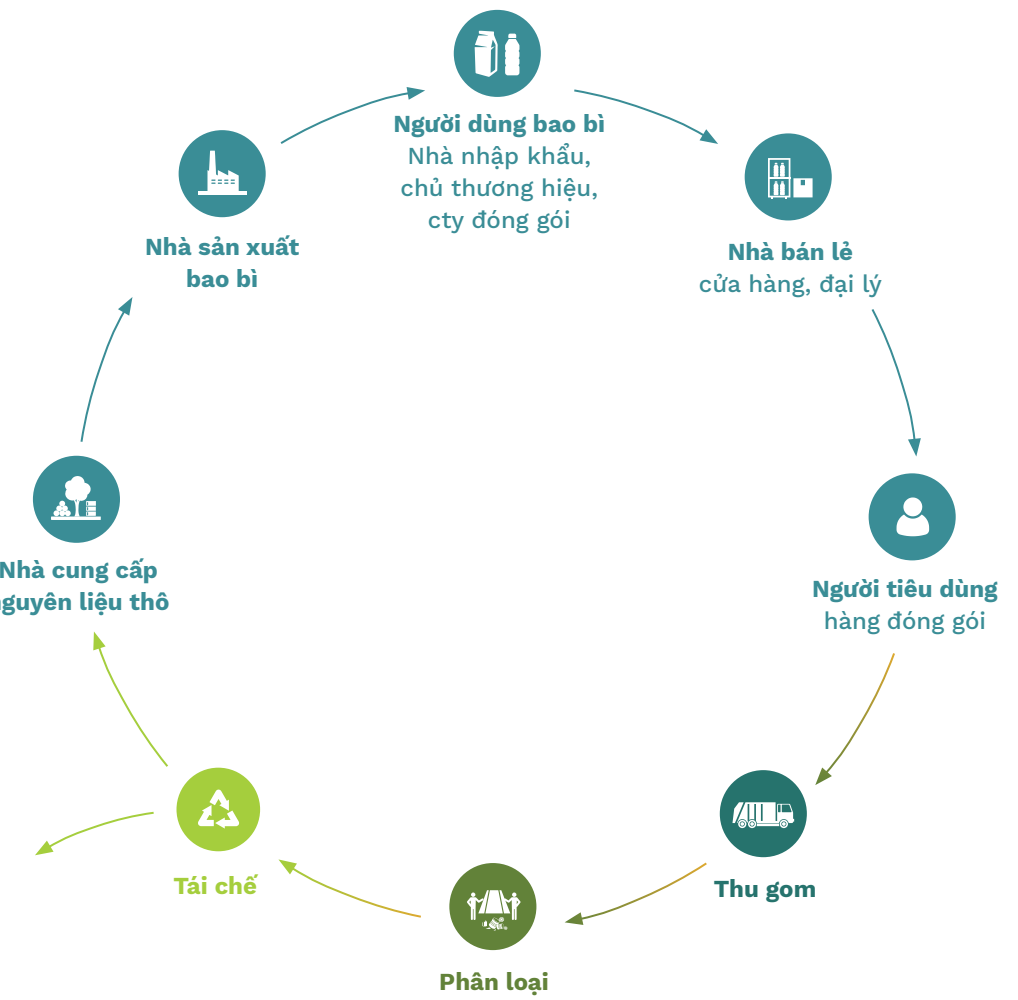 Người dùng bao bì
Nhà nhập khẩu,
chủ thương hiệu,
cty đóng gói
Nhà sản xuất
bao bì
Nhà bán lẻ
cửa hàng, đại lý
Nhà cung cấp
nguyên liệu thô
Người tiêu dùng
hàng đóng gói
Tái chế
Thu gom
Phân loại